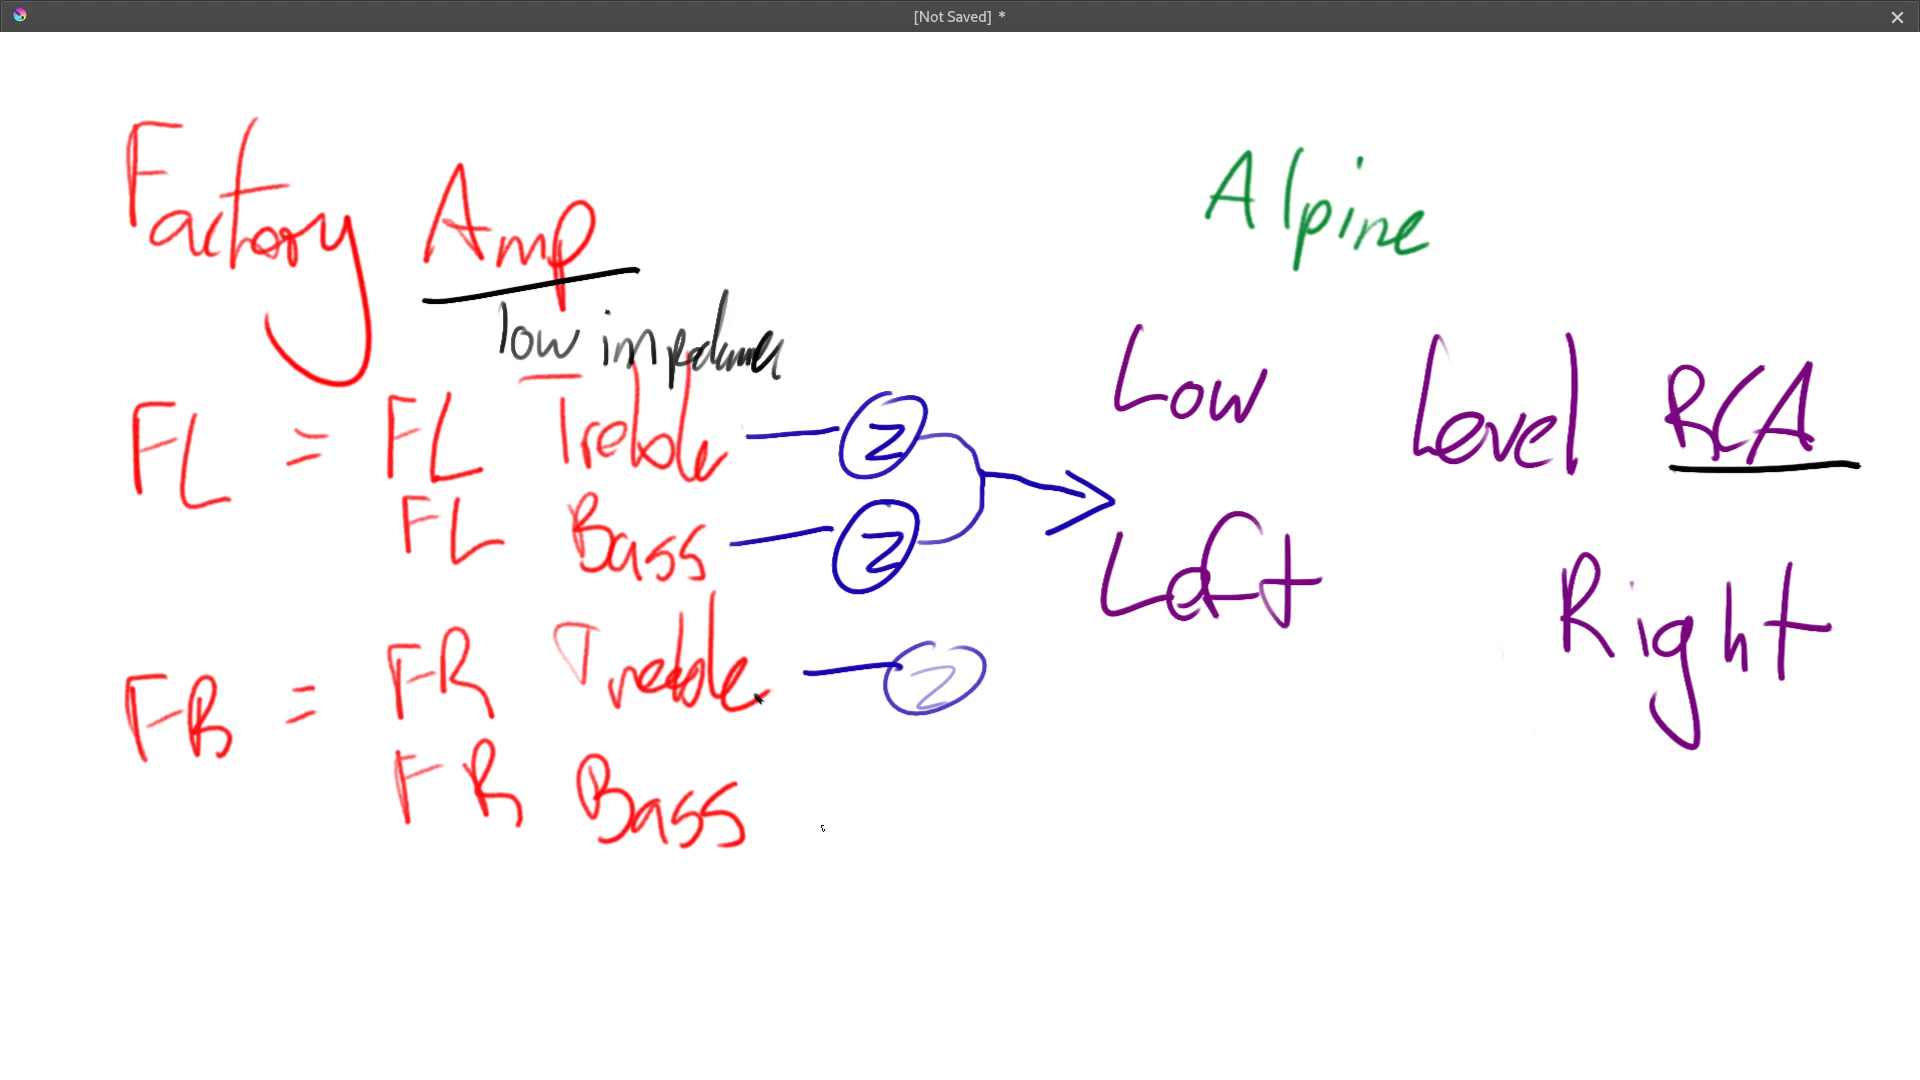 [Not Saved] *
Factory Amp
low impedance
Alpine
Low Level RCA
FL = FL Treble
Z
FL Bass
Z
Left
Right
FR = FR Treble
Z
FR Bass